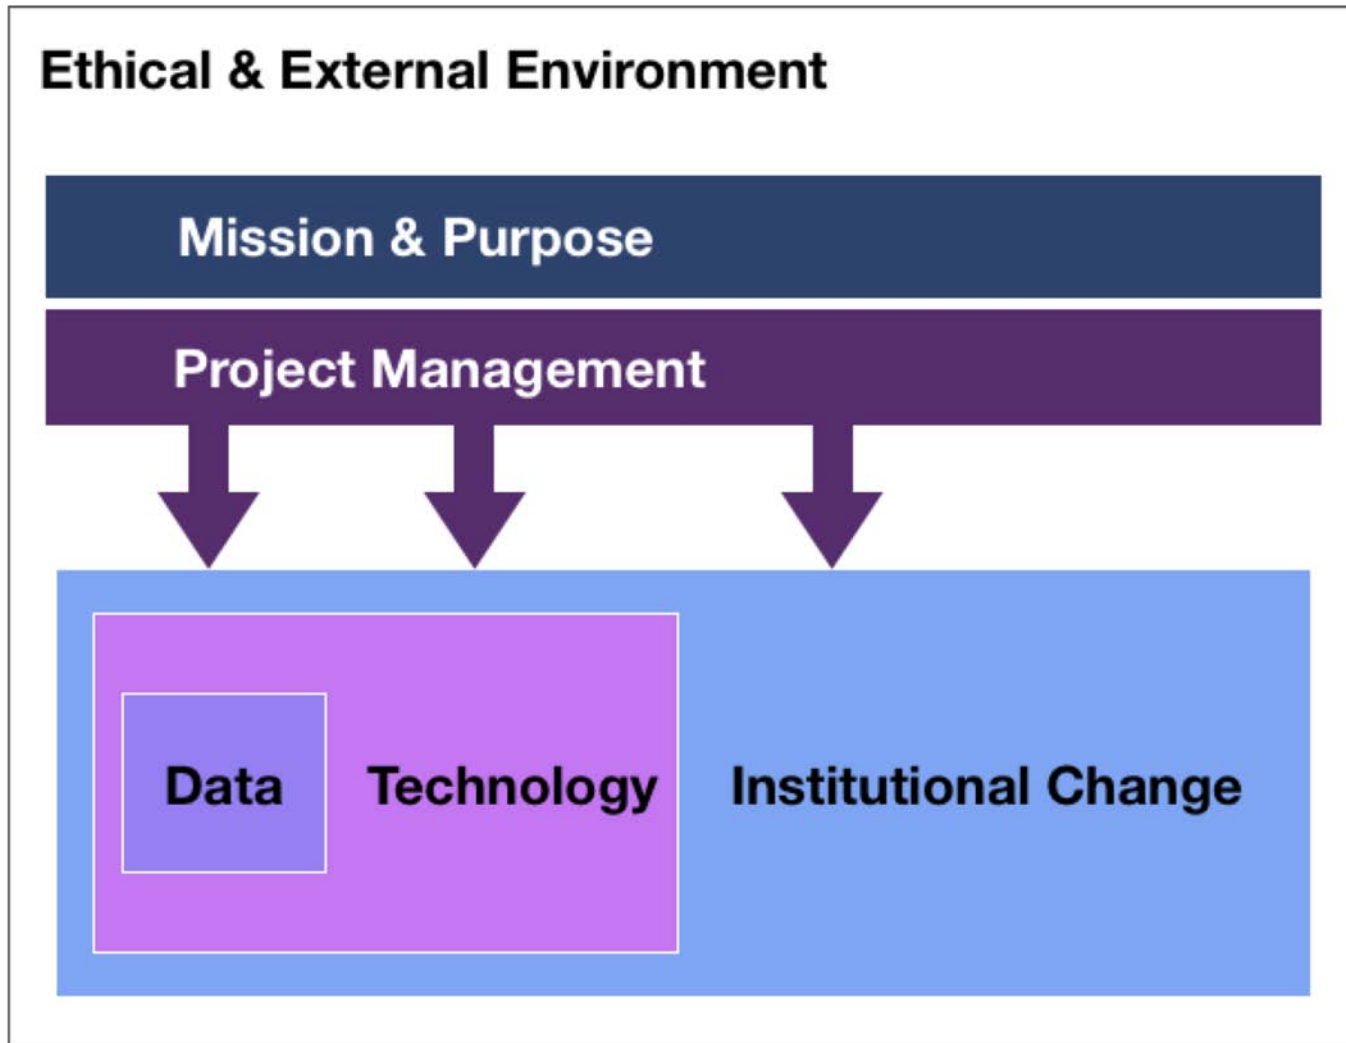 Ethical & External Environment
Mission & Purpose
Project Management
Data
Technology
Institutional Change